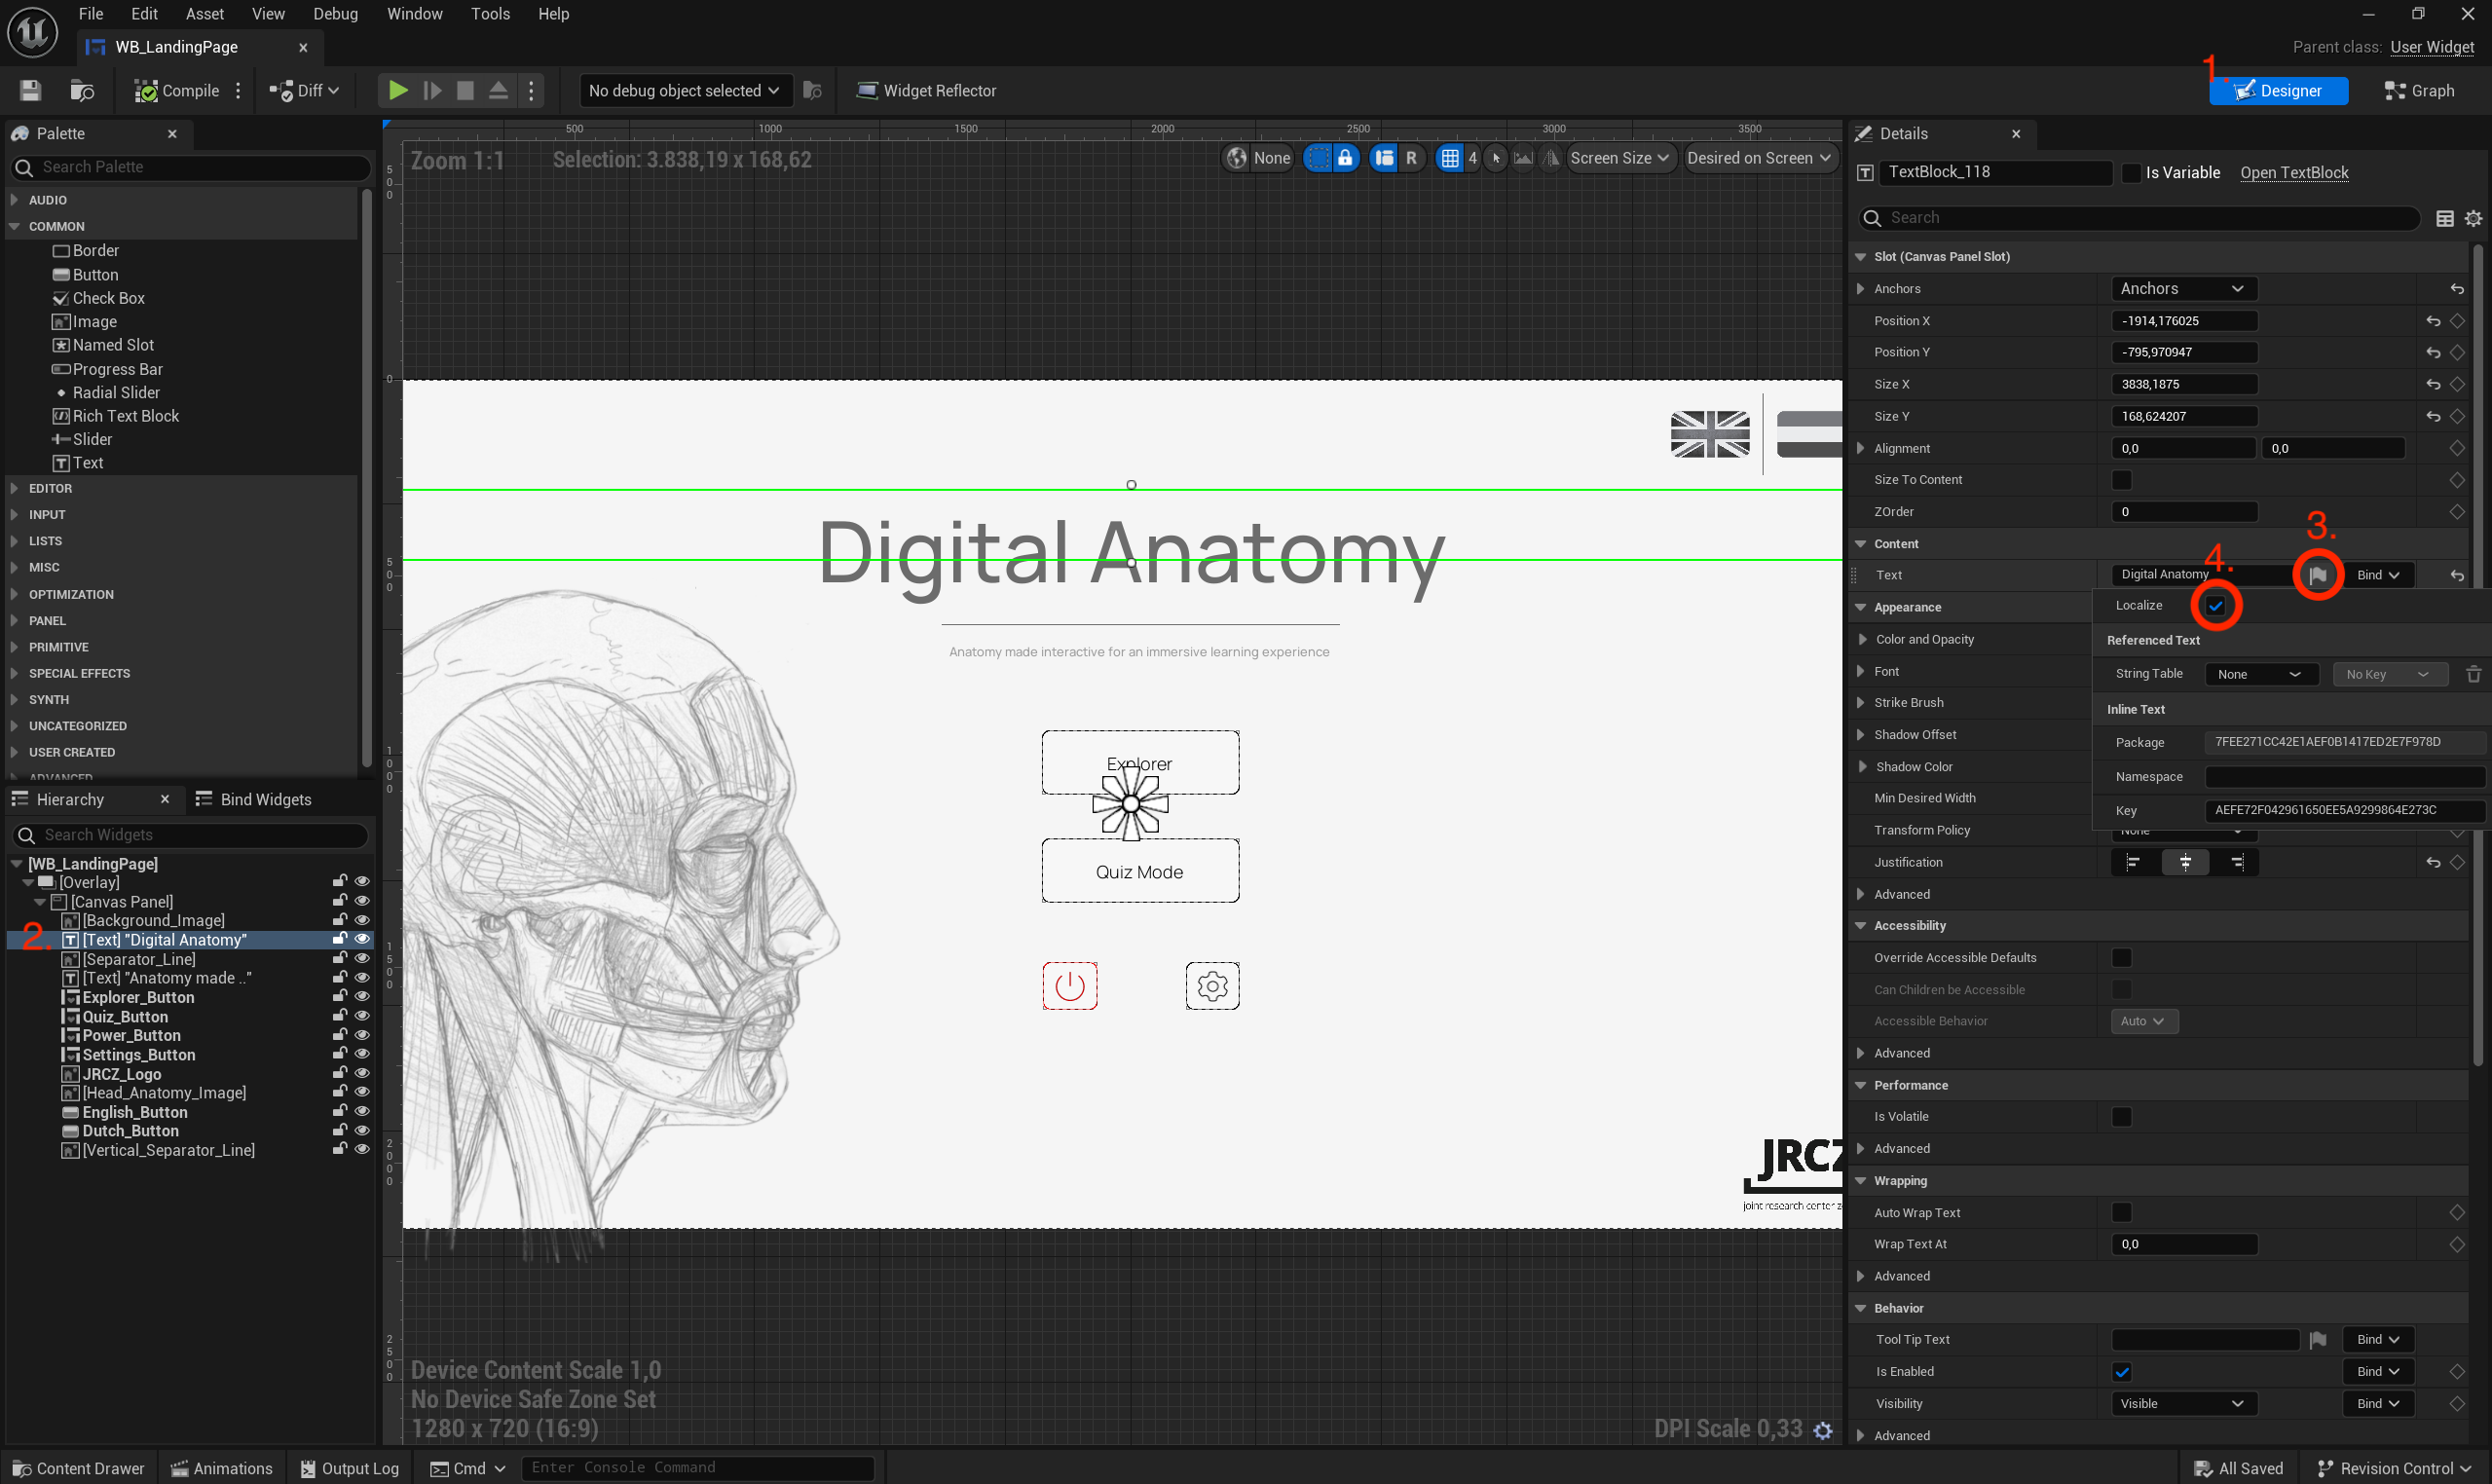 File Edit Asset View Debug Window Tools Help
WB_LandingPage
Parent class: User Widget
1.
Compile Diff No debug object selected Widget Reflector Designer Graph
Palette
Search Palette
AUDIO
COMMON
Border
Button
Check Box
Image
Named Slot
Progress Bar
Radial Slider
Rich Text Block
Slider
Text
EDITOR
INPUT
LISTS
MISC
OPTIMIZATION
PANEL
PRIMITIVE
SPECIAL EFFECTS
SYNTH
UNCATEGORIZED
USER CREATED
ADVANCED
Hierarchy Bind Widgets
Search Widgets
[WB_LandingPage]
[Overlay]
[Canvas Panel]
[Background_Image]
2. [Text] "Digital Anatomy"
[Separator_Line]
[Text] "Anatomy made .."
Explorer_Button
Quiz_Button
Power_Button
Settings_Button
JRCZ_Logo
[Head_Anatomy_Image]
English_Button
Dutch_Button
[Vertical_Separator_Line]
500 1000 1500 2000 2500 3000 3500
Zoom 1:1 Selection: 3.838,19 x 168,62
None R 4 Screen Size Desired on Screen
500
0
500
1000
1500
2000
2500
Digital Anatomy
Anatomy made interactive for an immersive learning experience
Explorer
Quiz Mode
JRCZ
joint research center z
Device Content Scale 1,0
No Device Safe Zone Set
1280 x 720 (16:9)
DPI Scale 0,33
Details
TextBlock_118 Is Variable Open TextBlock
Search
Slot (Canvas Panel Slot)
Anchors Anchors
Position X -1914,176025
Position Y -795,970947
Size X 3838,1875
Size Y 168,624207
Alignment 0,0 0,0
Size To Content
ZOrder 0
3.
Content
4.
Text Digital Anatomy Bind
Localize
Referenced Text
String Table None No Key
Inline Text
Package 7FEE271CC42E1AEF0B1417ED2E7F978D
Namespace
Key AEFE72F042961650EE5A9299864E273C
Appearance
Color and Opacity
Font
Strike Brush
Shadow Offset
Shadow Color
Min Desired Width
Transform Policy None
Justification
Advanced
Accessibility
Override Accessible Defaults
Can Children be Accessible
Accessible Behavior Auto
Advanced
Performance
Is Volatile
Advanced
Wrapping
Auto Wrap Text
Wrap Text At 0,0
Advanced
Behavior
Tool Tip Text Bind
Is Enabled Bind
Visibility Visible Bind
Advanced
Content Drawer Animations Output Log Cmd Enter Console Command All Saved Revision Control